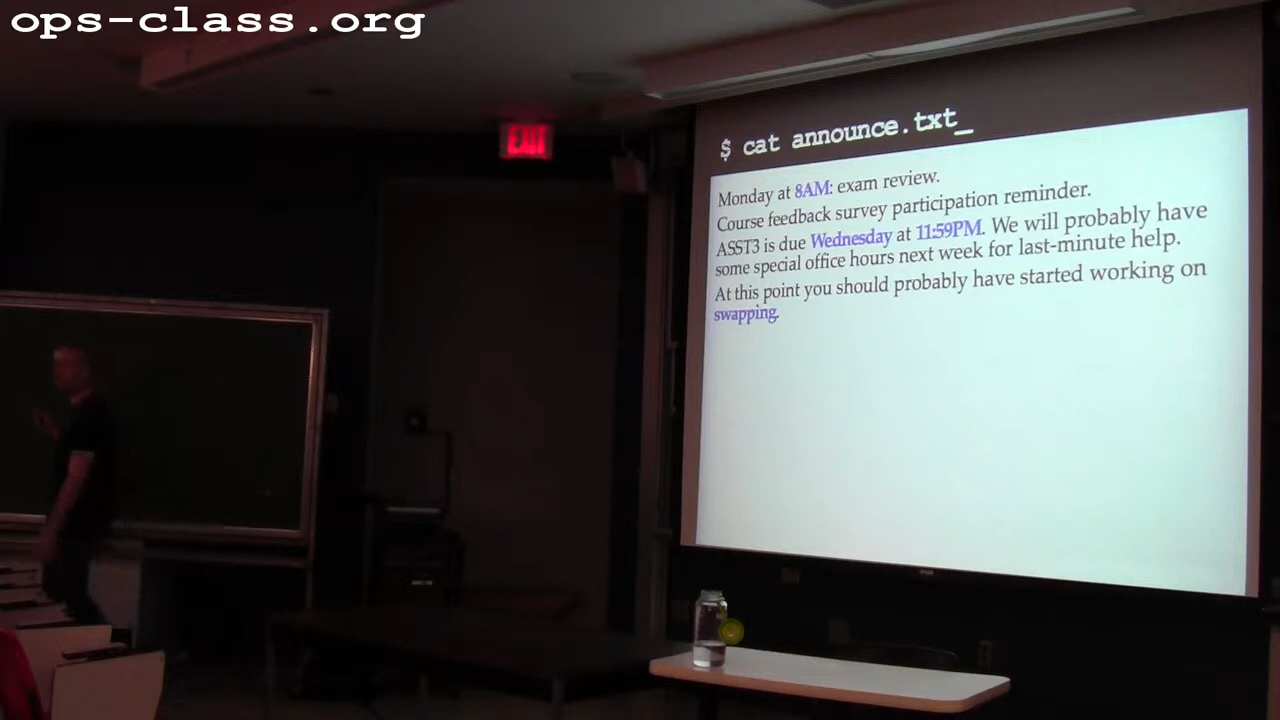 ops-class.org
EXIT
$ cat announce.txt_
Monday at 8AM: exam review.
Course feedback survey participation reminder.
ASST3 is due Wednesday at 11:59PM. We will probably have
some special office hours next week for last-minute help.
At this point you should probably have started working on
swapping.